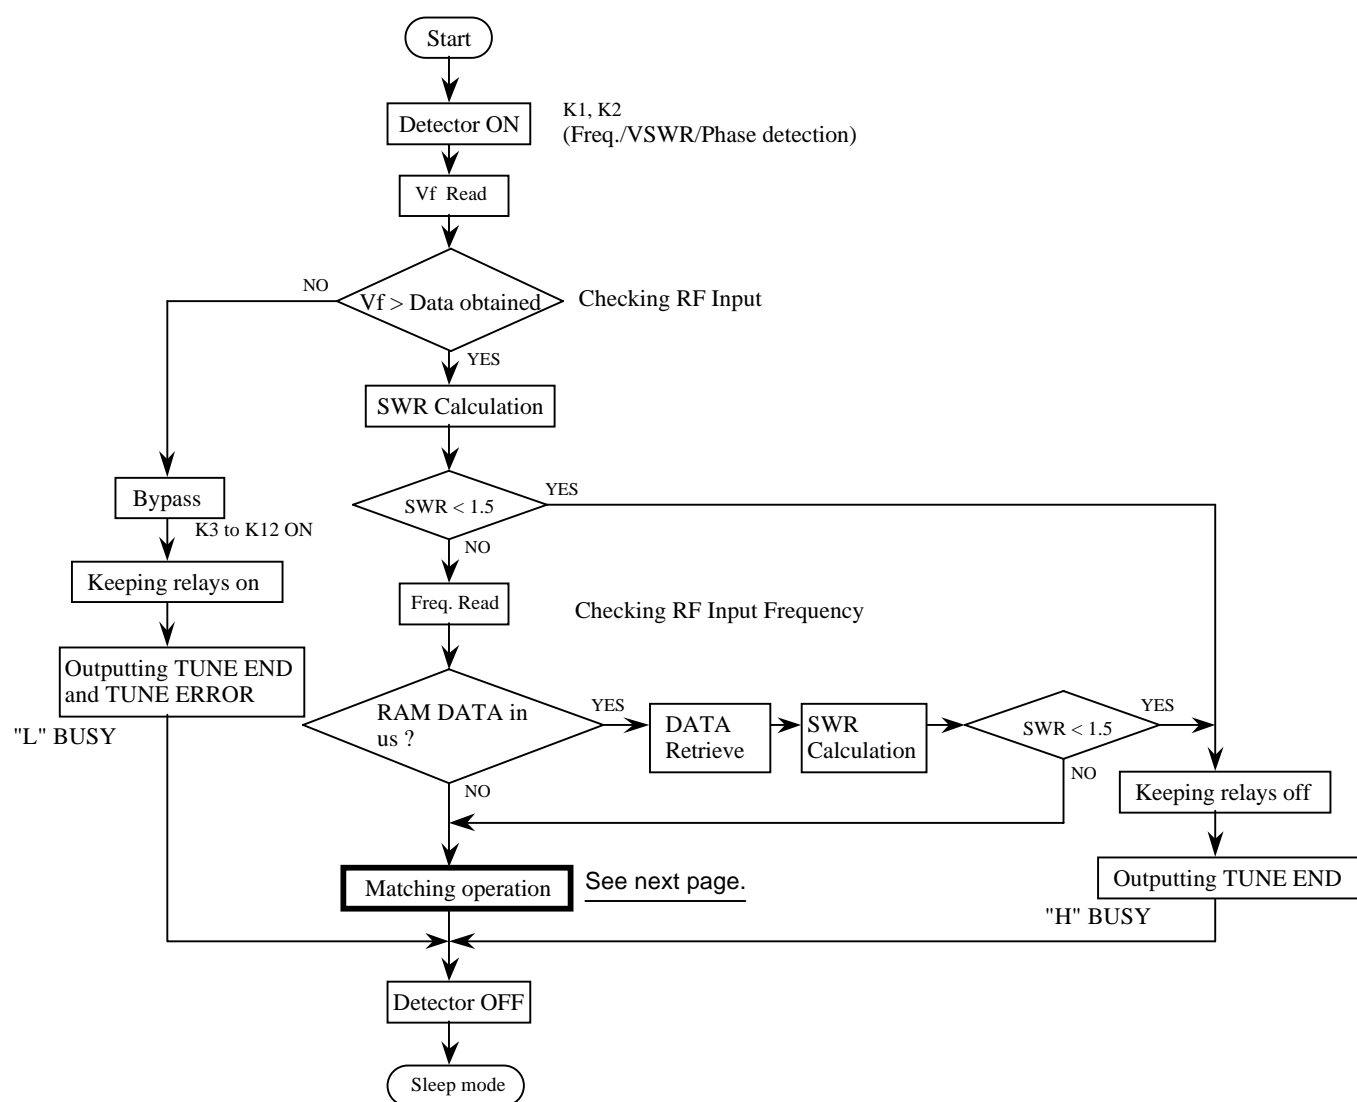 Start
Detector ON
K1, K2
(Freq./VSWR/Phase detection)
Vf Read
NO
Vf > Data obtained
Checking RF Input
YES
SWR Calculation
Bypass
SWR < 1.5
YES
K3 to K12 ON
NO
Keeping relays on
Freq. Read
Checking RF Input Frequency
Outputting TUNE END
and TUNE ERROR
"L" BUSY
RAM DATA in
us ?
YES
DATA
Retrieve
SWR
Calculation
SWR < 1.5
YES
NO
NO
Keeping relays off
Matching operation
See next page.
Outputting TUNE END
"H" BUSY
Detector OFF
Sleep mode